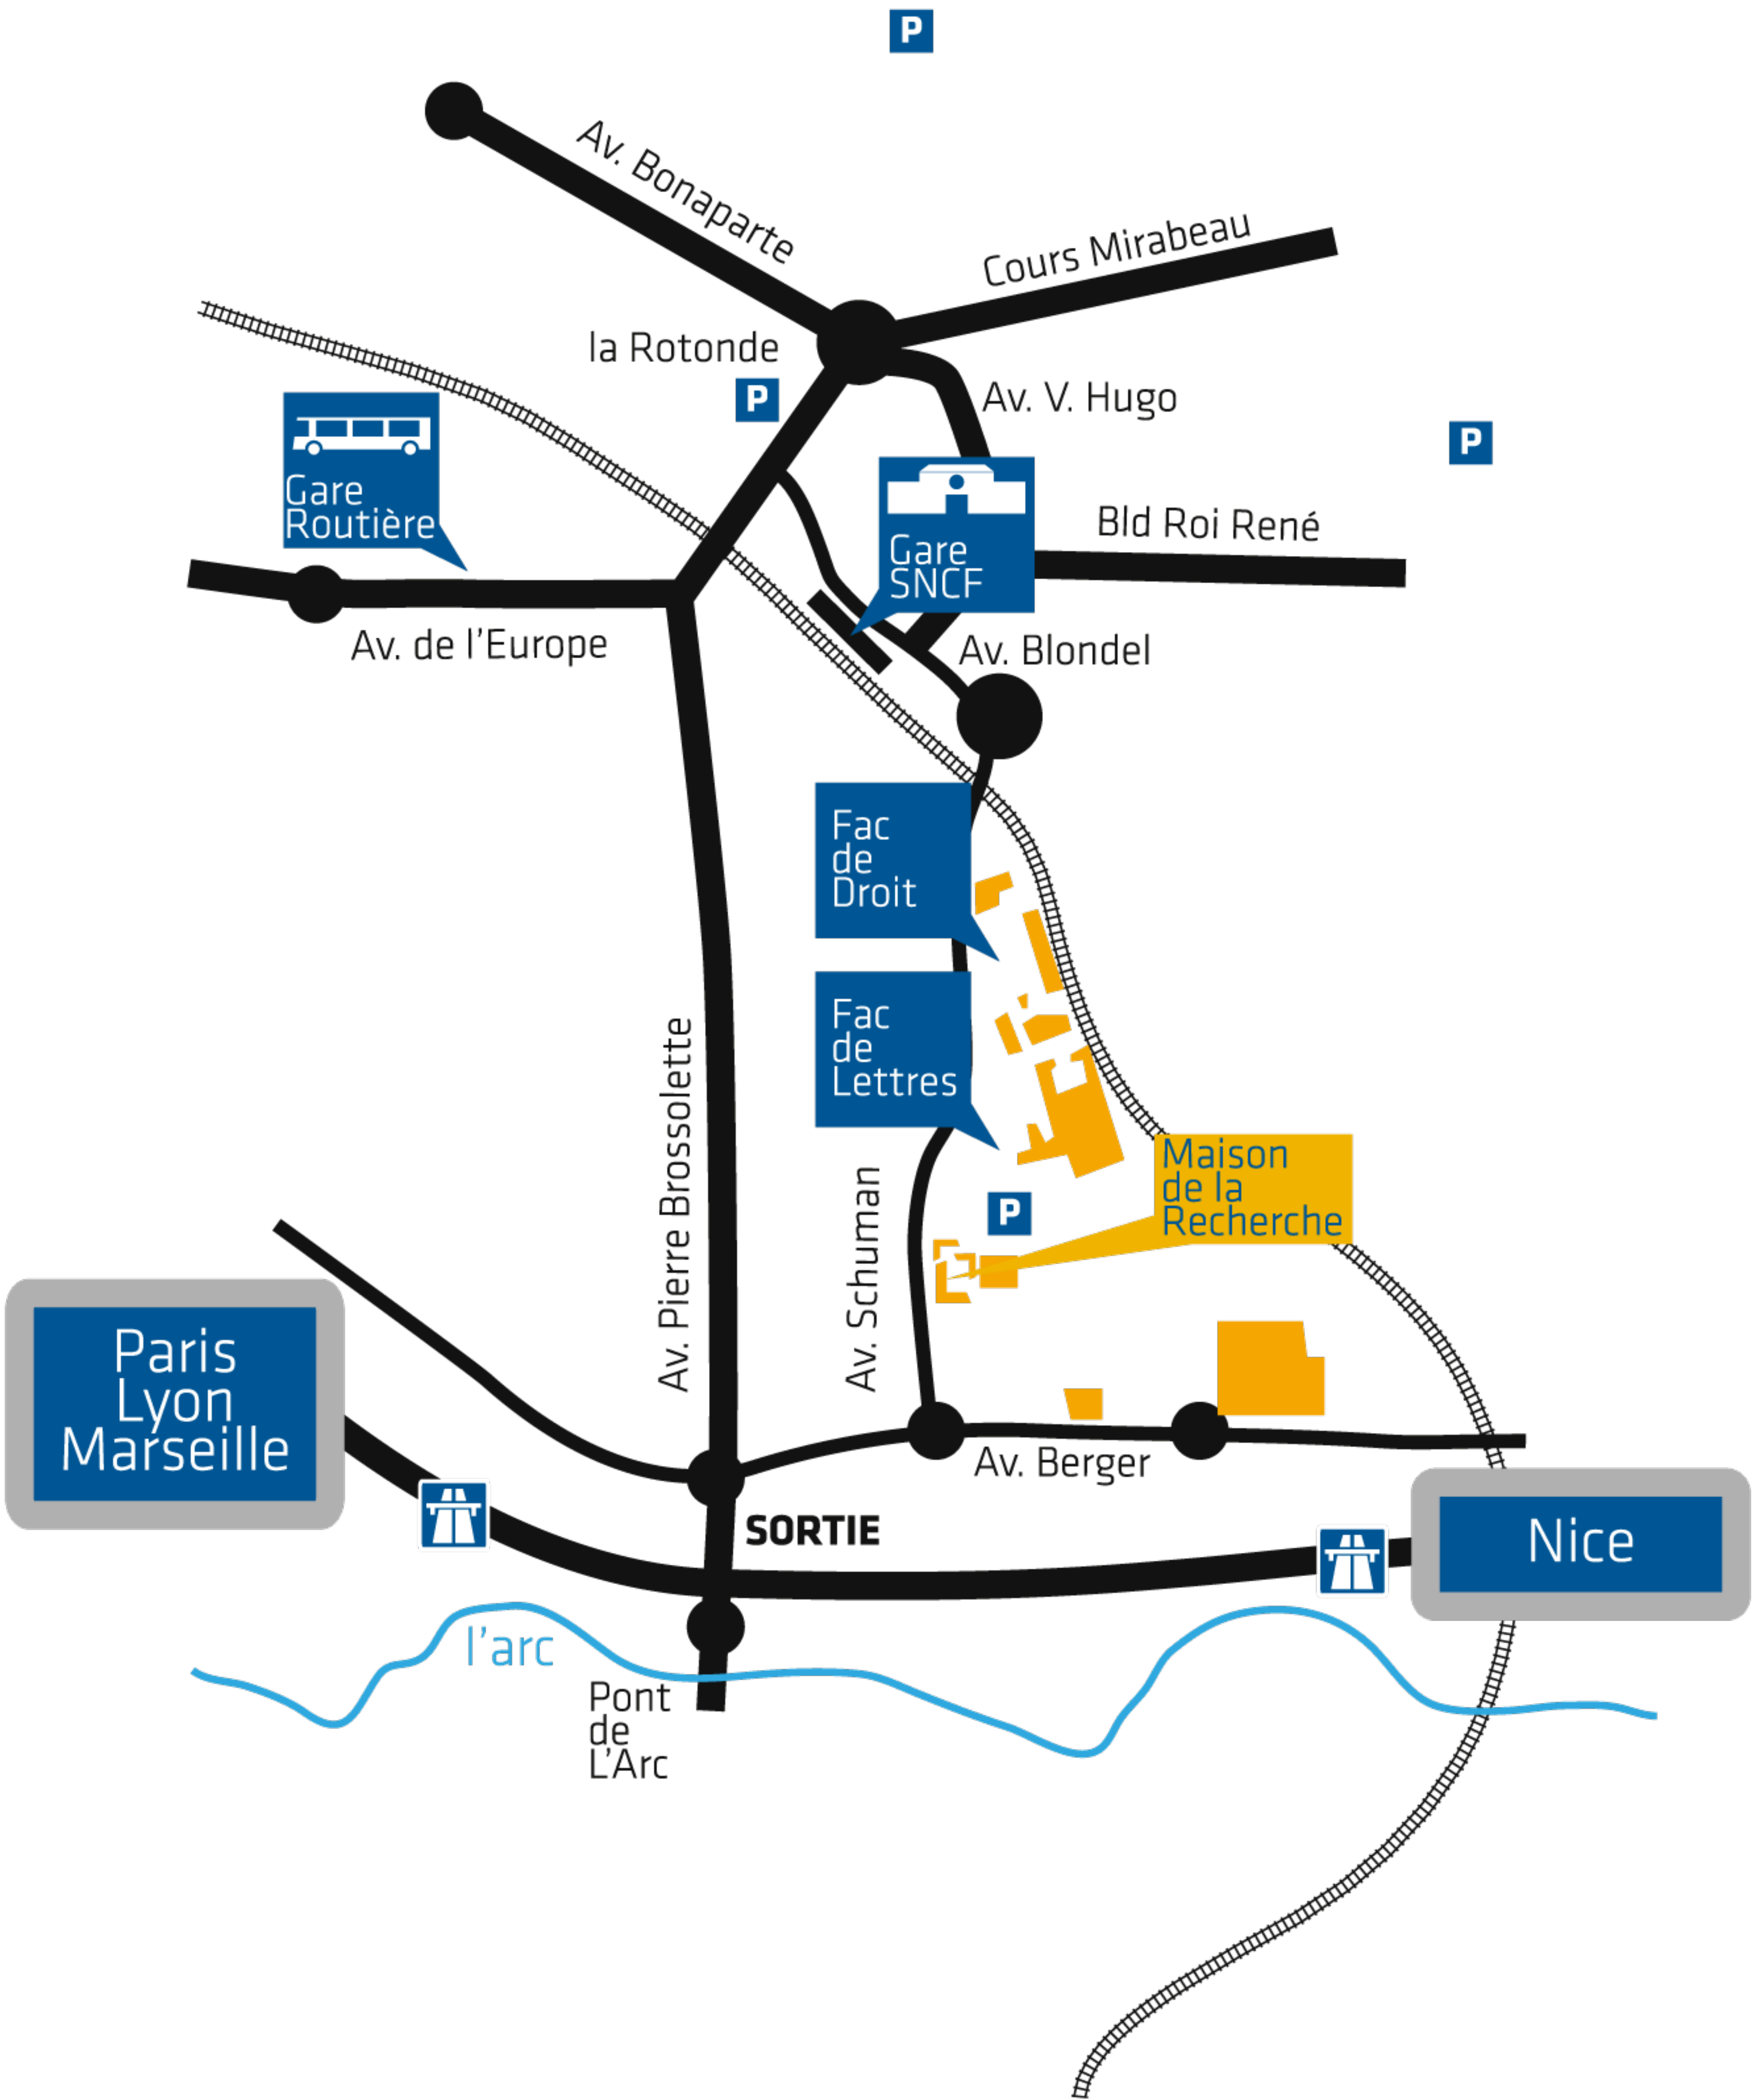 P
Av. Bonaparte
Cours Mirabeau
la Rotonde
P
Av. V. Hugo
P
Gare
Routière
Gare
SNCF
Bld Roi René
Av. de l'Europe
Av. Blondel
Fac
de
Droit
Fac
de
Lettres
Av. Pierre Brossolette
Av. Schuman
Maison
de la
Recherche
P
Paris
Lyon
Marseille
Av. Berger
SORTIE
Nice
l'arc
Pont
de
L'Arc